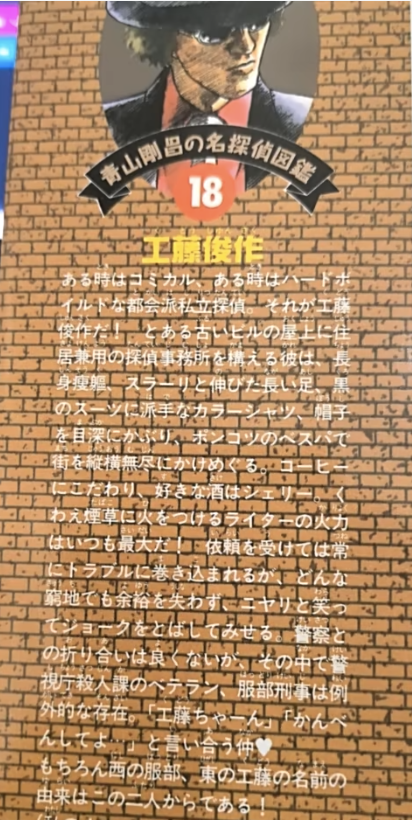 青山剛昌の名探偵図鑑
18
工藤俊作
ある時はコミカル、ある時はハードボ
イルドな都会派私立探偵。それが工藤
俊作だ！　とある古いビルの屋上に住
居兼用の探偵事務所を構える彼は、長
身痩軀、スラーリと伸びた長い足、黒
のスーツに派手なカラーシャツ、帽子
を目深にかぶり、ポンコツのベスパで
街を縦横無尽にかけめぐる。コーヒー
にこだわり、好きな酒はシェリー。く
わえ煙草に火をつけるライターの火力
はいつも最大だ！　依頼を受けては常
にトラブルに巻き込まれるが、どんな
窮地でも余裕を失わず、ニヤリと笑っ
てジョークをとばしてみせる。警察と
の折り合いは良くないが、その中で警
視庁殺人課のベテラン、服部刑事は例
外的な存在。「工藤ちゃーん」「かんべ
んしてよ…」と言い合う仲♥
もちろん西の服部、東の工藤の名前の
由来はこの二人からである！